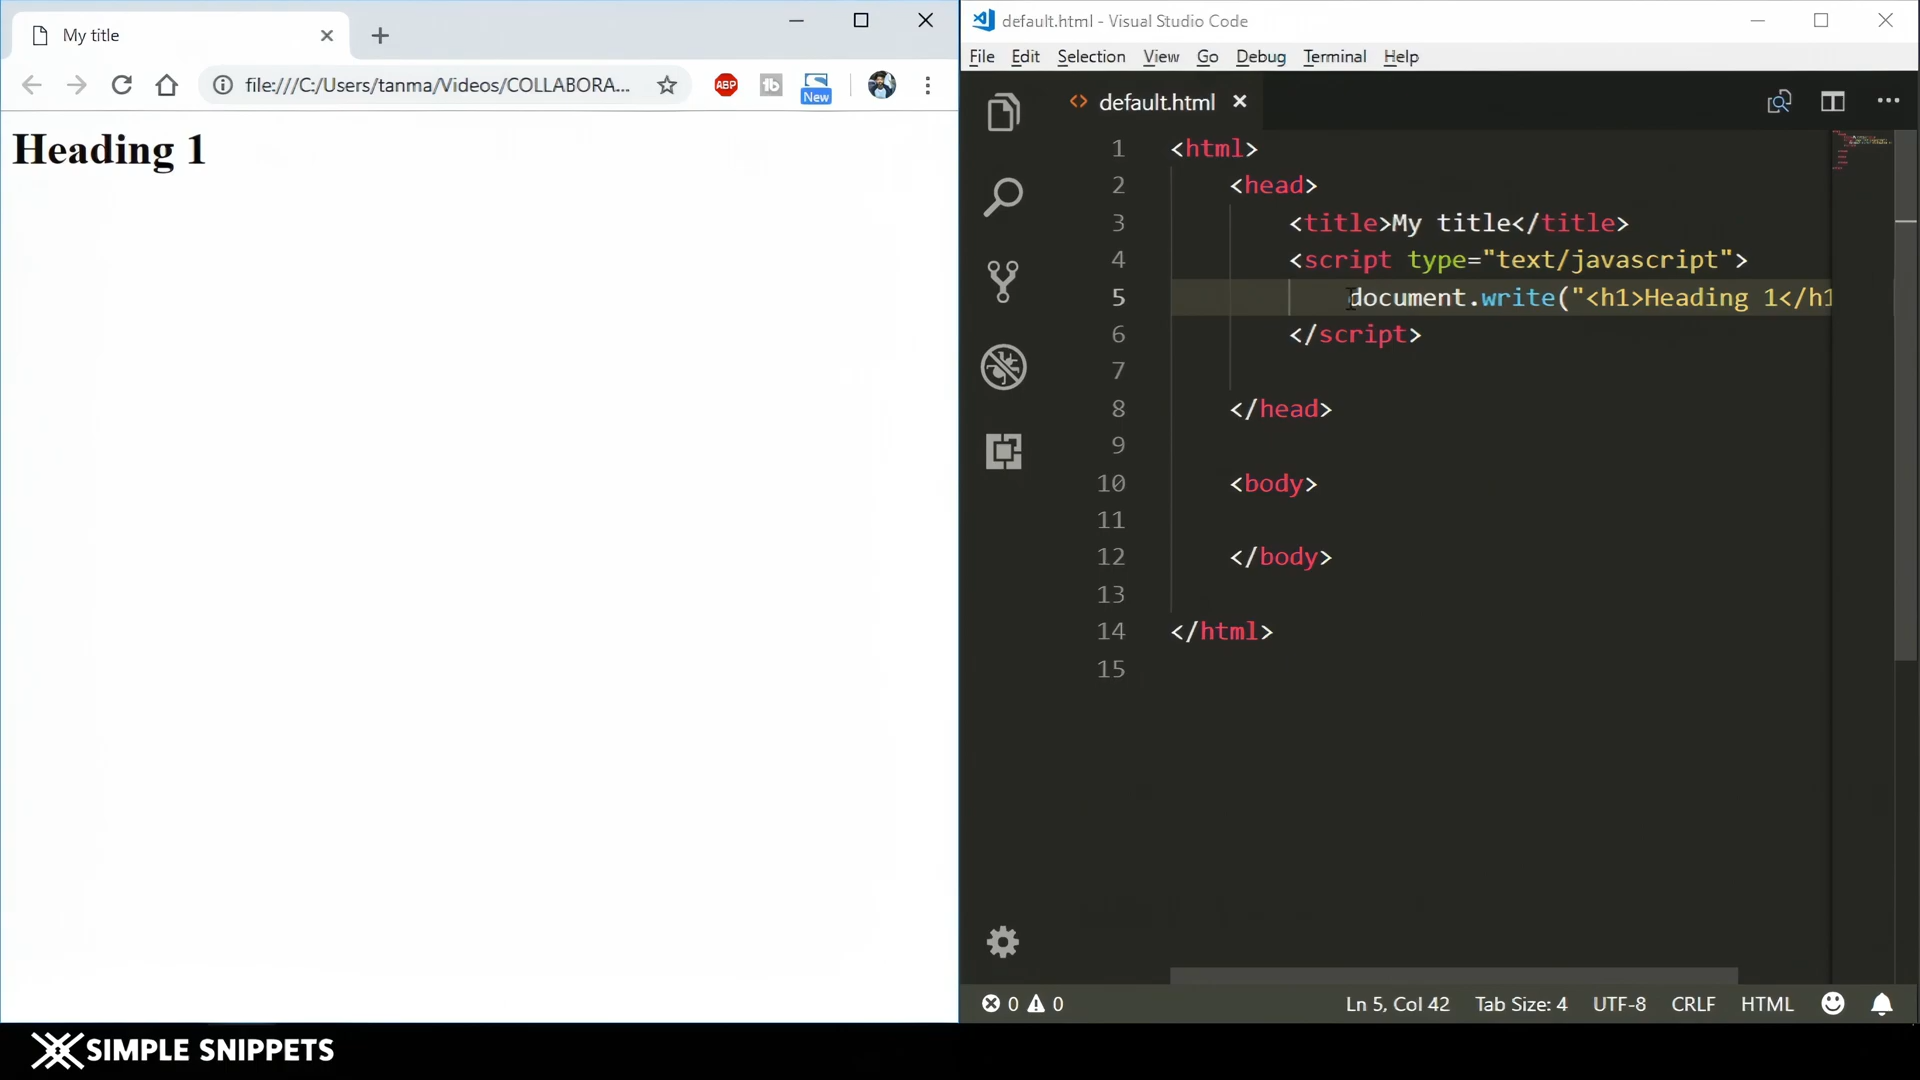 My title
file:///C:/Users/tanma/Videos/COLLABORA...
ABP
New
Heading 1
default.html - Visual Studio Code
File Edit Selection View Go Debug Terminal Help
default.html
1 <html>
2 <head>
3 <title>My title</title>
4 <script type="text/javascript">
5 document.write("<h1>Heading 1</h1
6 </script>
7
8 </head>
9
10 <body>
11
12 </body>
13
14 </html>
15
0 0 Ln 5, Col 42 Tab Size: 4 UTF-8 CRLF HTML
SIMPLE SNIPPETS